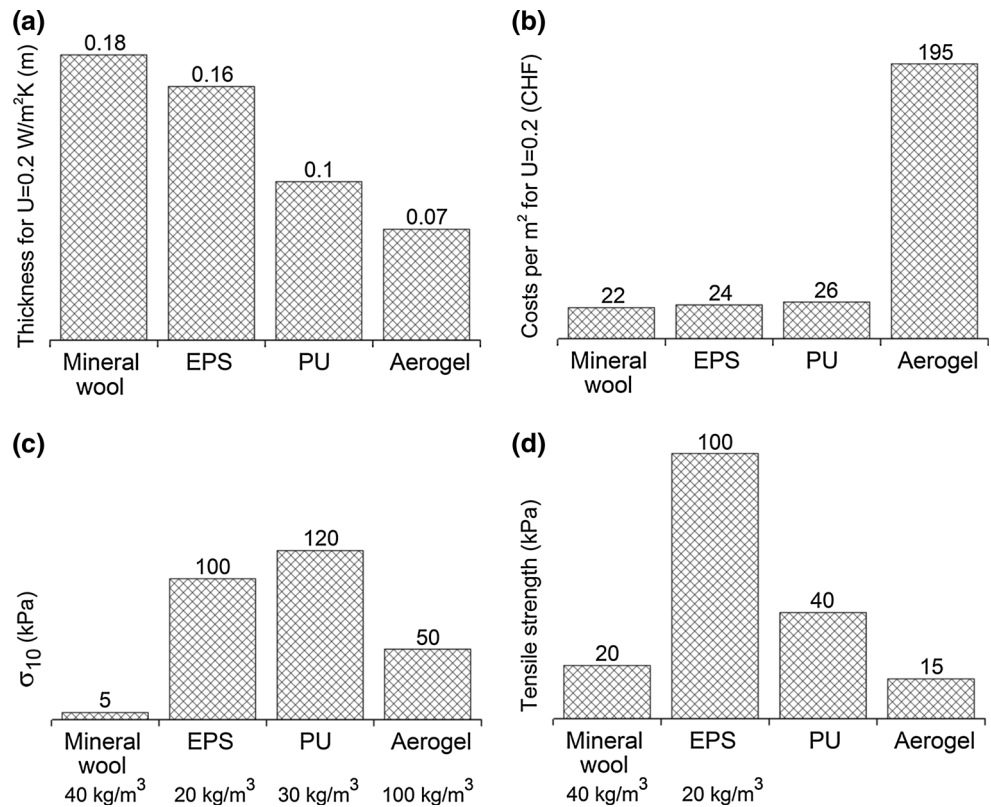 (a)
Thickness for U=0.2 W/m²K (m)
0.18
0.16
0.1
0.07
Mineral wool
EPS
PU
Aerogel
(b)
Costs per m² for U=0.2 (CHF)
22
24
26
195
Mineral wool
EPS
PU
Aerogel
(c)
σ10 (kPa)
5
100
120
50
Mineral wool
EPS
PU
Aerogel
40 kg/m³
20 kg/m³
30 kg/m³
100 kg/m³
(d)
Tensile strength (kPa)
20
100
40
15
Mineral wool
EPS
PU
Aerogel
40 kg/m³
20 kg/m³